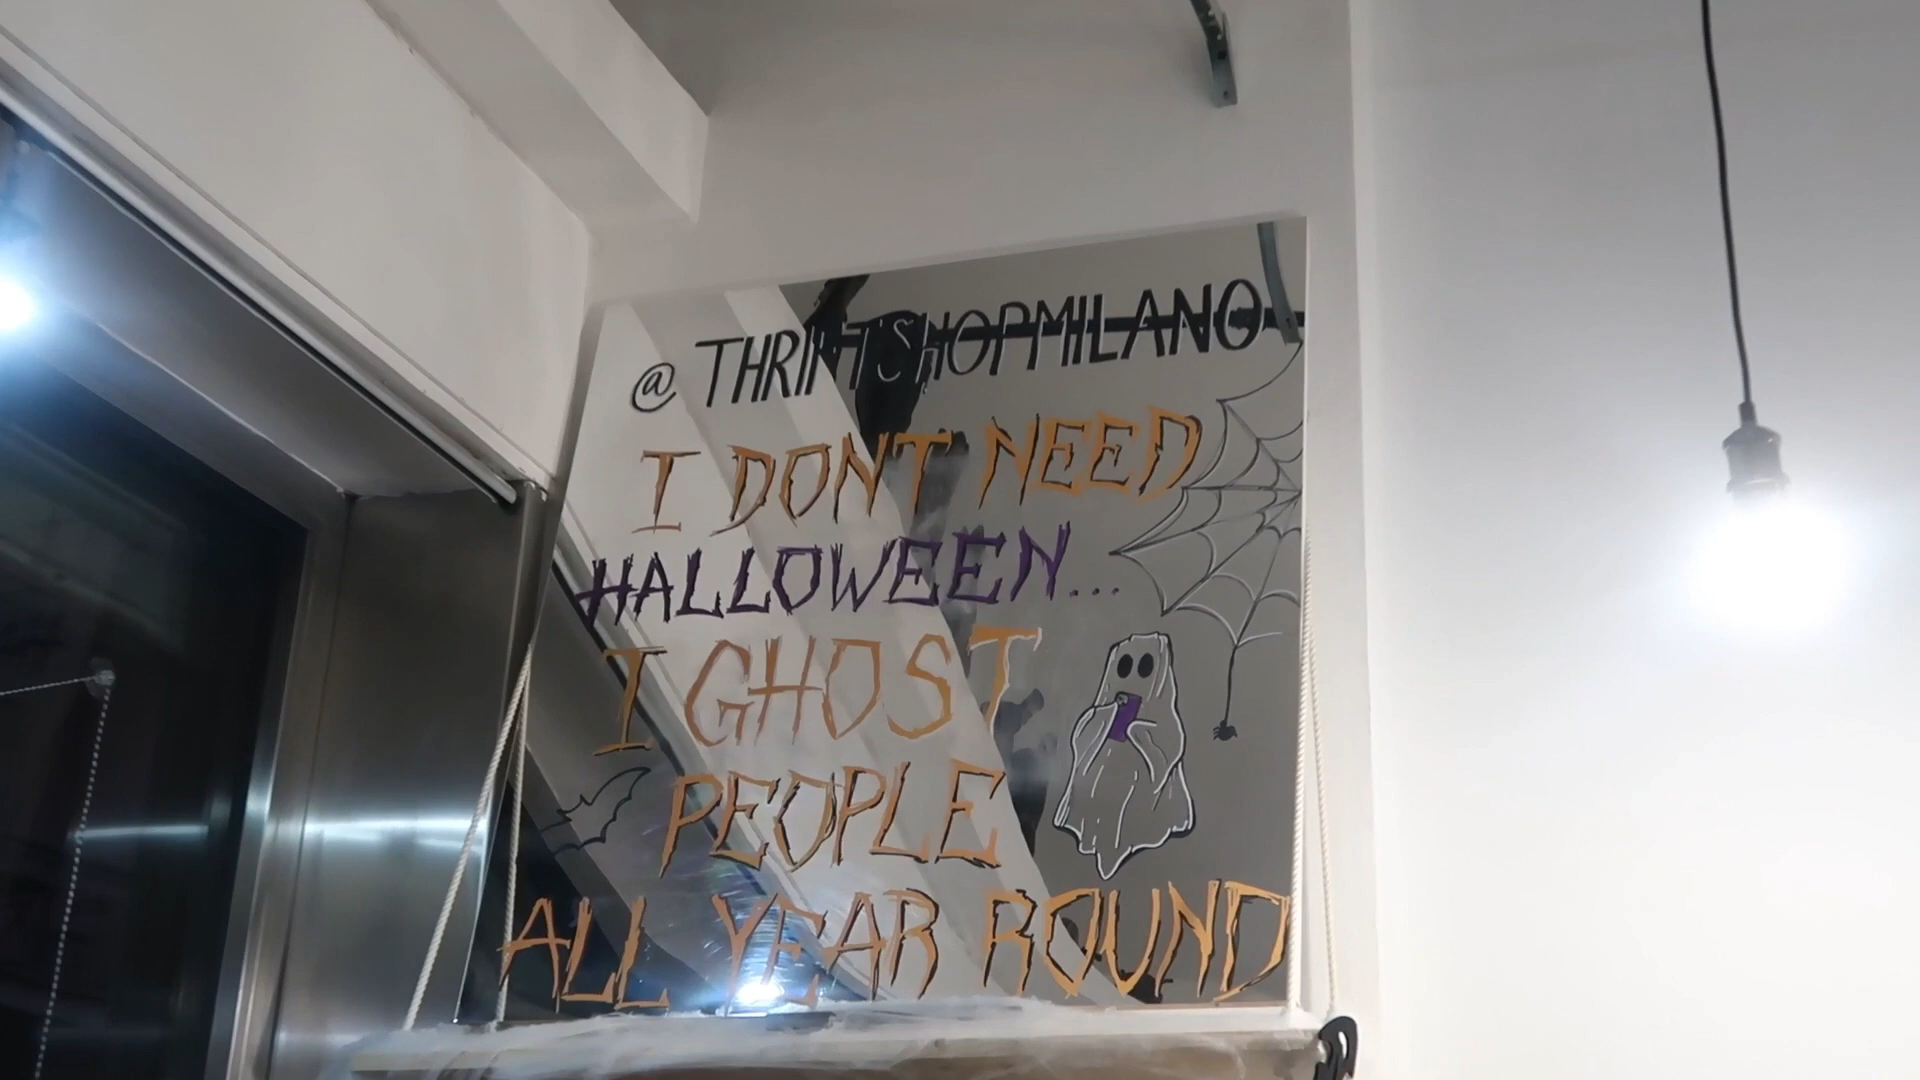 @THRIFTSHOPMILANO
I DONT NEED
HALLOWEEN...
I GHOST
PEOPLE
ALL YEAR ROUND